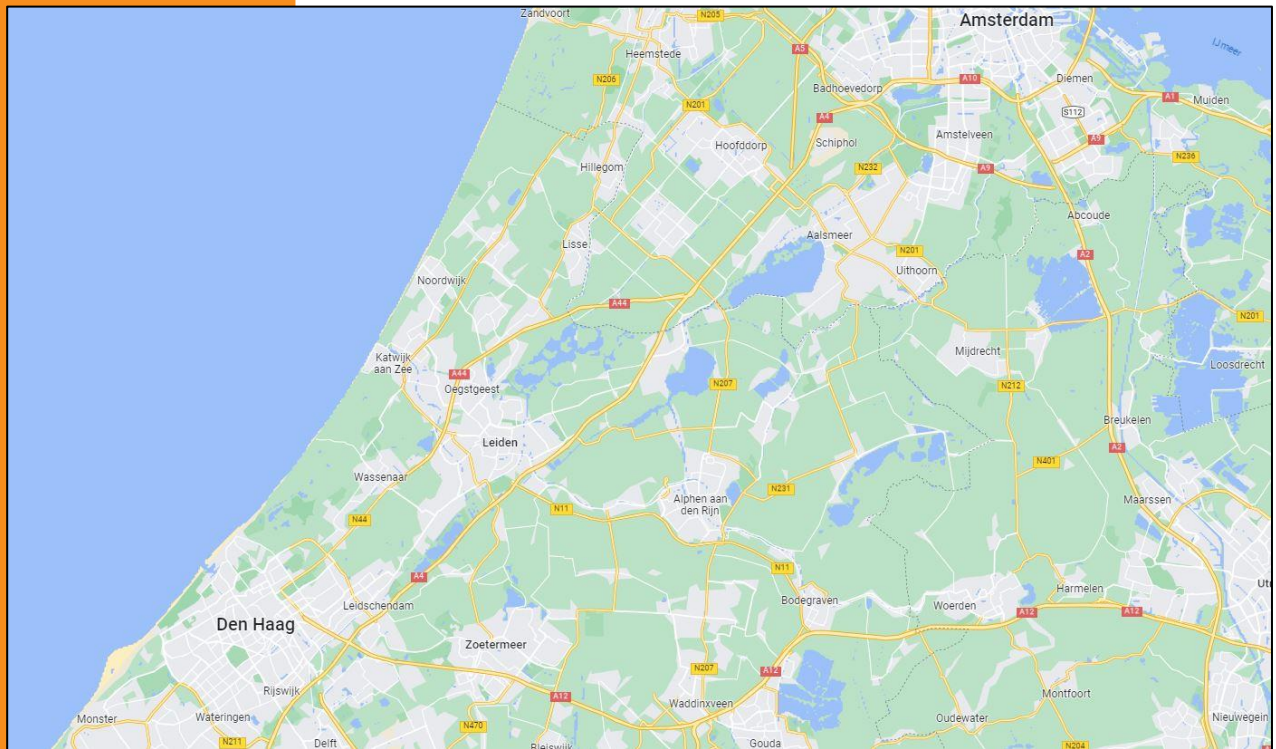 Zandvoort
N205
Amsterdam
Heemstede
A5
IJmeer
N206
Badhoevedorp
A10
Diemen
A1
Muiden
N201
A4
S112
Hoofddorp
Schiphol
Amstelveen
A9
N236
Hillegom
N232
A9
Abcoude
Lisse
Aalsmeer
N201
A2
Uithoorn
Noordwijk
A44
N201
Katwijk
aan Zee
Mijdrecht
Loosdrecht
A44
Oegstgeest
N207
N212
Breukelen
Leiden
A2
N401
Wassenaar
N231
Maarssen
Alphen aan
den Rijn
N11
N44
N11
A4
Harmelen
Leidschendam
Bodegraven
Woerden
A12
A12
Den Haag
Zoetermeer
N207
A12
Rijswijk
A12
Montfoort
Waddinxveen
Monster
Wateringen
N470
Oudewater
Nieuwegein
N211
Delft
Bleiswijk
Gouda
N204